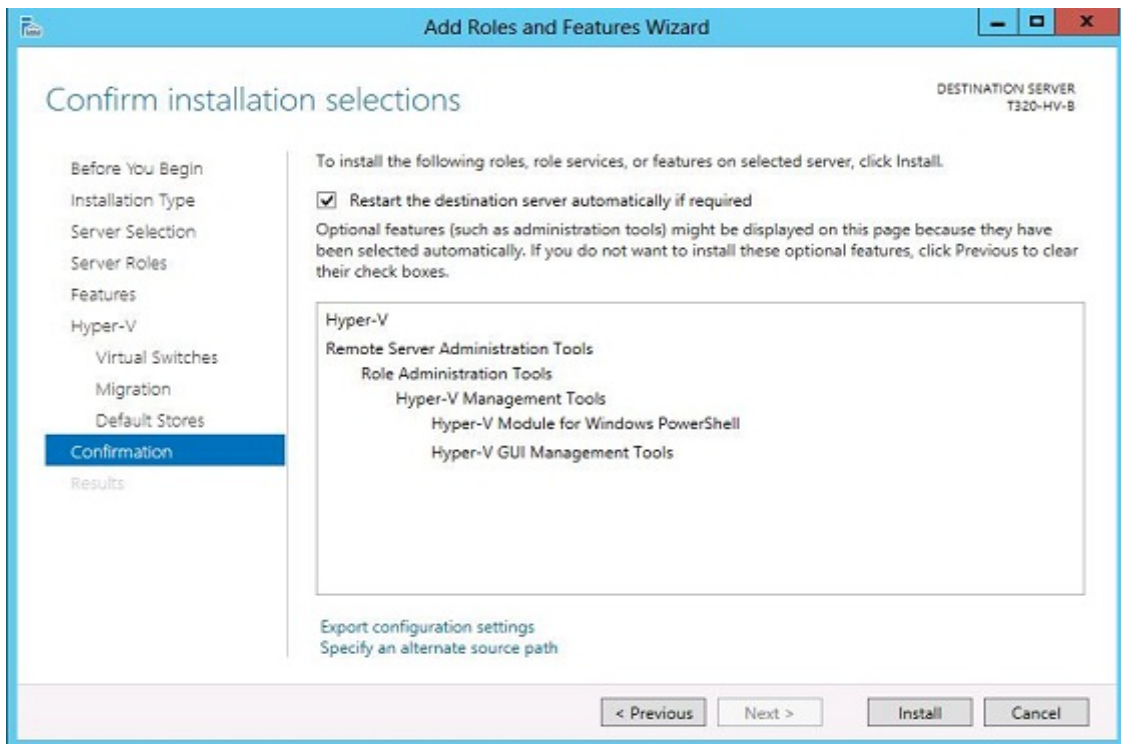 Add Roles and Features Wizard
Confirm installation selections
DESTINATION SERVER
T320-HV-B
Before You Begin
Installation Type
Server Selection
Server Roles
Features
Hyper-V
Virtual Switches
Migration
Default Stores
Confirmation
Results
To install the following roles, role services, or features on selected server, click Install.
Restart the destination server automatically if required
Optional features (such as administration tools) might be displayed on this page because they have
been selected automatically. If you do not want to install these optional features, click Previous to clear
their check boxes.
Hyper-V
Remote Server Administration Tools
Role Administration Tools
Hyper-V Management Tools
Hyper-V Module for Windows PowerShell
Hyper-V GUI Management Tools
Export configuration settings
Specify an alternate source path
< Previous
Next >
Install
Cancel